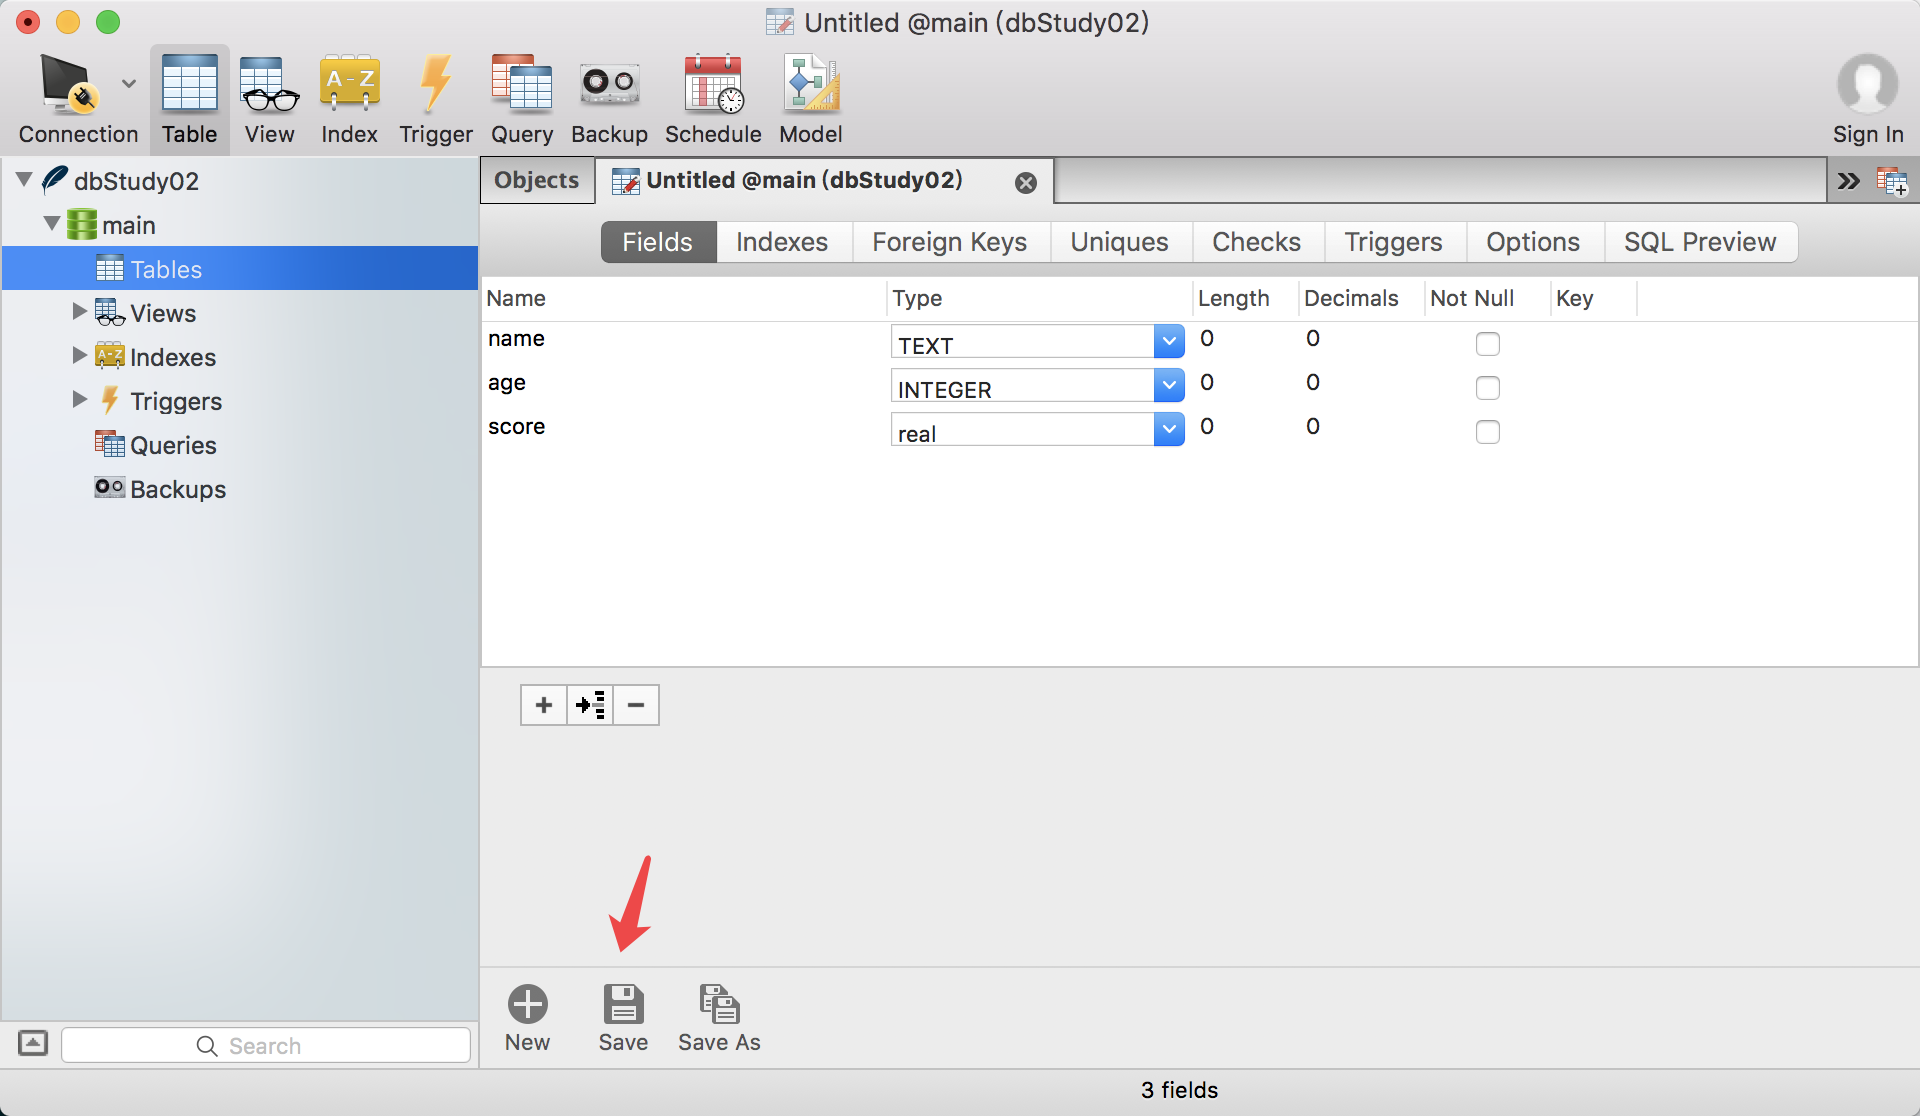 Untitled @main (dbStudy02)
Connection Table View Index Trigger Query Backup Schedule Model Sign In
dbStudy02
main
Tables
Views
Indexes
Triggers
Queries
Backups
Search
Objects Untitled @main (dbStudy02)
Fields Indexes Foreign Keys Uniques Checks Triggers Options SQL Preview
Name Type Length Decimals Not Null Key
name TEXT 0 0
age INTEGER 0 0
score real 0 0
New Save Save As
3 fields